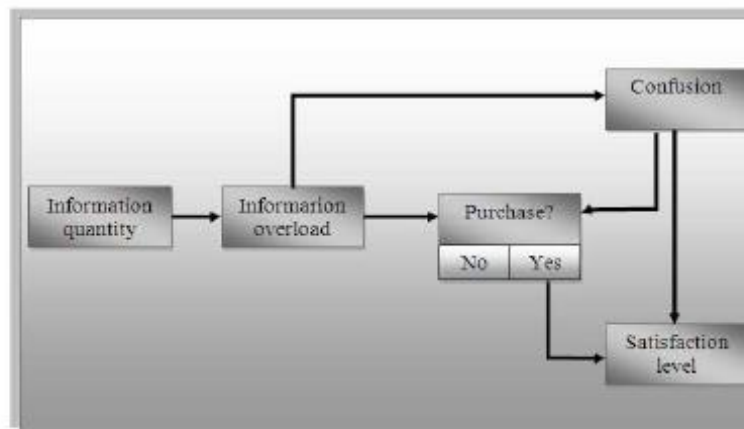 Confusion
Information
quantity
Informarion
overload
Purchase?
No
Yes
Satisfaction
level